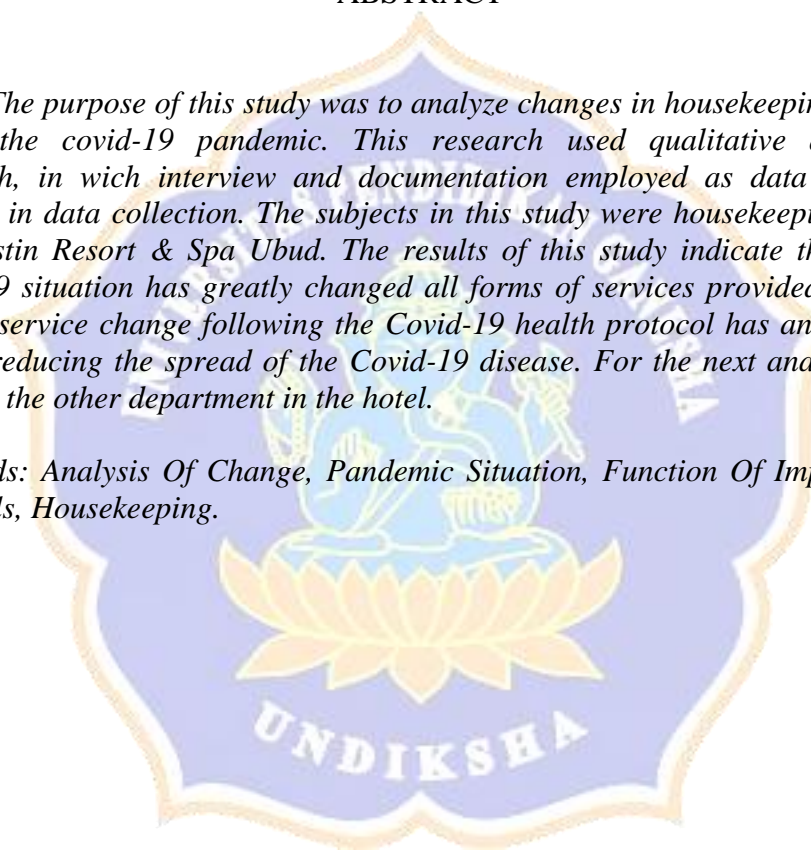 ABSTRACT
The purpose of this study was to analyze changes in housekeepin
the covid-19 pandemic. This research used qualitative
h, in wich interview and documentation employed as data
in data collection. The subjects in this study were housekeepi
stin Resort & Spa Ubud. The results of this study indicate th
9 situation has greatly changed all forms of services provided
service change following the Covid-19 health protocol has an
reducing the spread of the Covid-19 disease. For the next and
the other department in the hotel.
ds: Analysis Of Change, Pandemic Situation, Function Of Imp
ls, Housekeeping.
UNIVERSITAS PENDIDIKAN GANESHA
UNDIKSHA